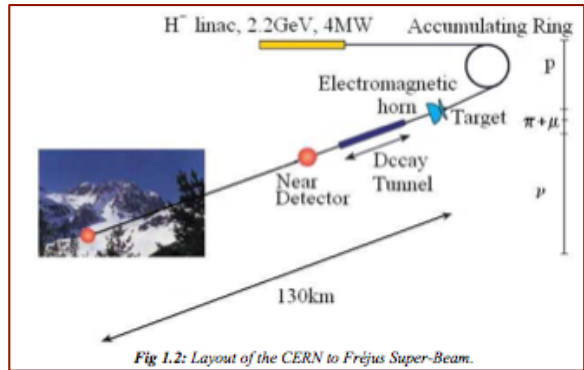 H⁻ linac, 2.2GeV, 4MW
Accumulating Ring
p
Electromagnetic
horn
Target
π+μ
Decay
Tunnel
Near
Detector
ν
130km
Fig 1.2: Layout of the CERN to Fréjus Super-Beam.